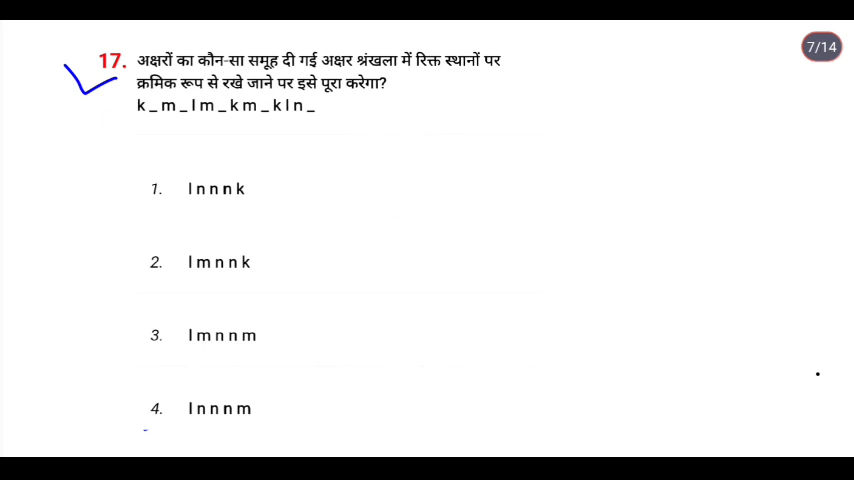 7/14
17. अक्षरों का कौन-सा समूह दी गई अक्षर श्रंखला में रिक्त स्थानों पर
क्रमिक रूप से रखे जाने पर इसे पूरा करेगा?
k _ m _ l m _ k m _ k l n _
1. l n n n k
2. l m n n k
3. l m n n m
4. l n n n m